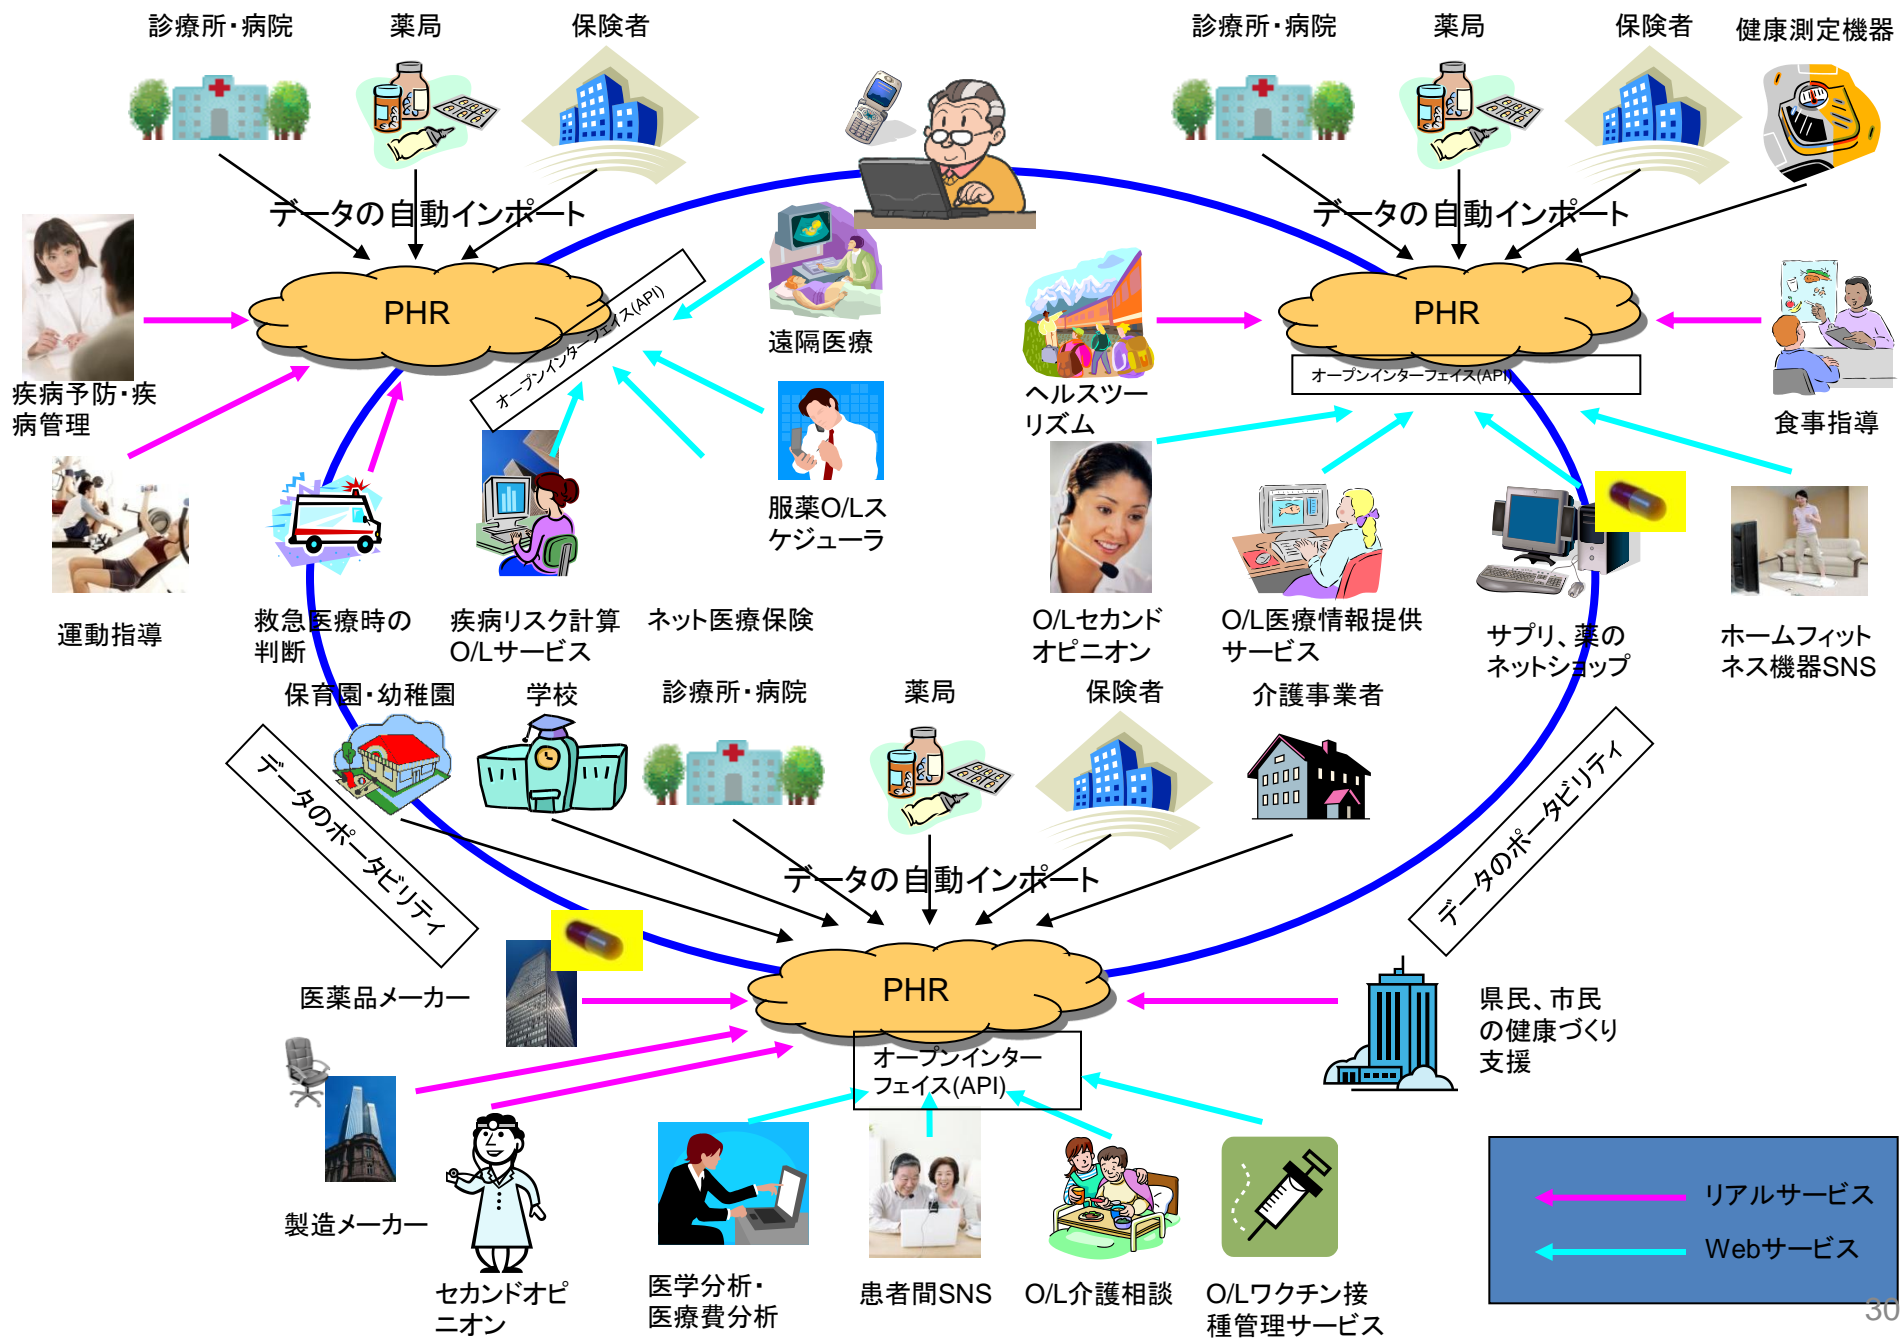 診療所・病院
薬局
保険者
診療所・病院
薬局
保険者
健康測定機器
データの自動インポート
データの自動インポート
PHR
オープンインターフェイス(API)
PHR
オープンインターフェイス(API)
疾病予防・疾
病管理
運動指導
救急医療時の
判断
疾病リスク計算
O/Lサービス
ネット医療保険
遠隔医療
服薬O/Lス
ケジューラ
ヘルスツー
リズム
食事指導
O/Lセカンド
オピニオン
O/L医療情報提供
サービス
サプリ、薬の
ネットショップ
ホームフィット
ネス機器SNS
保育園・幼稚園
学校
診療所・病院
薬局
保険者
介護事業者
データのポータビリティ
データのポータビリティ
データの自動インポート
PHR
オープンインター
フェイス(API)
医薬品メーカー
製造メーカー
セカンドオピ
ニオン
医学分析・
医療費分析
患者間SNS
O/L介護相談
O/Lワクチン接
種管理サービス
県民、市民
の健康づくり
支援
リアルサービス
Webサービス
30